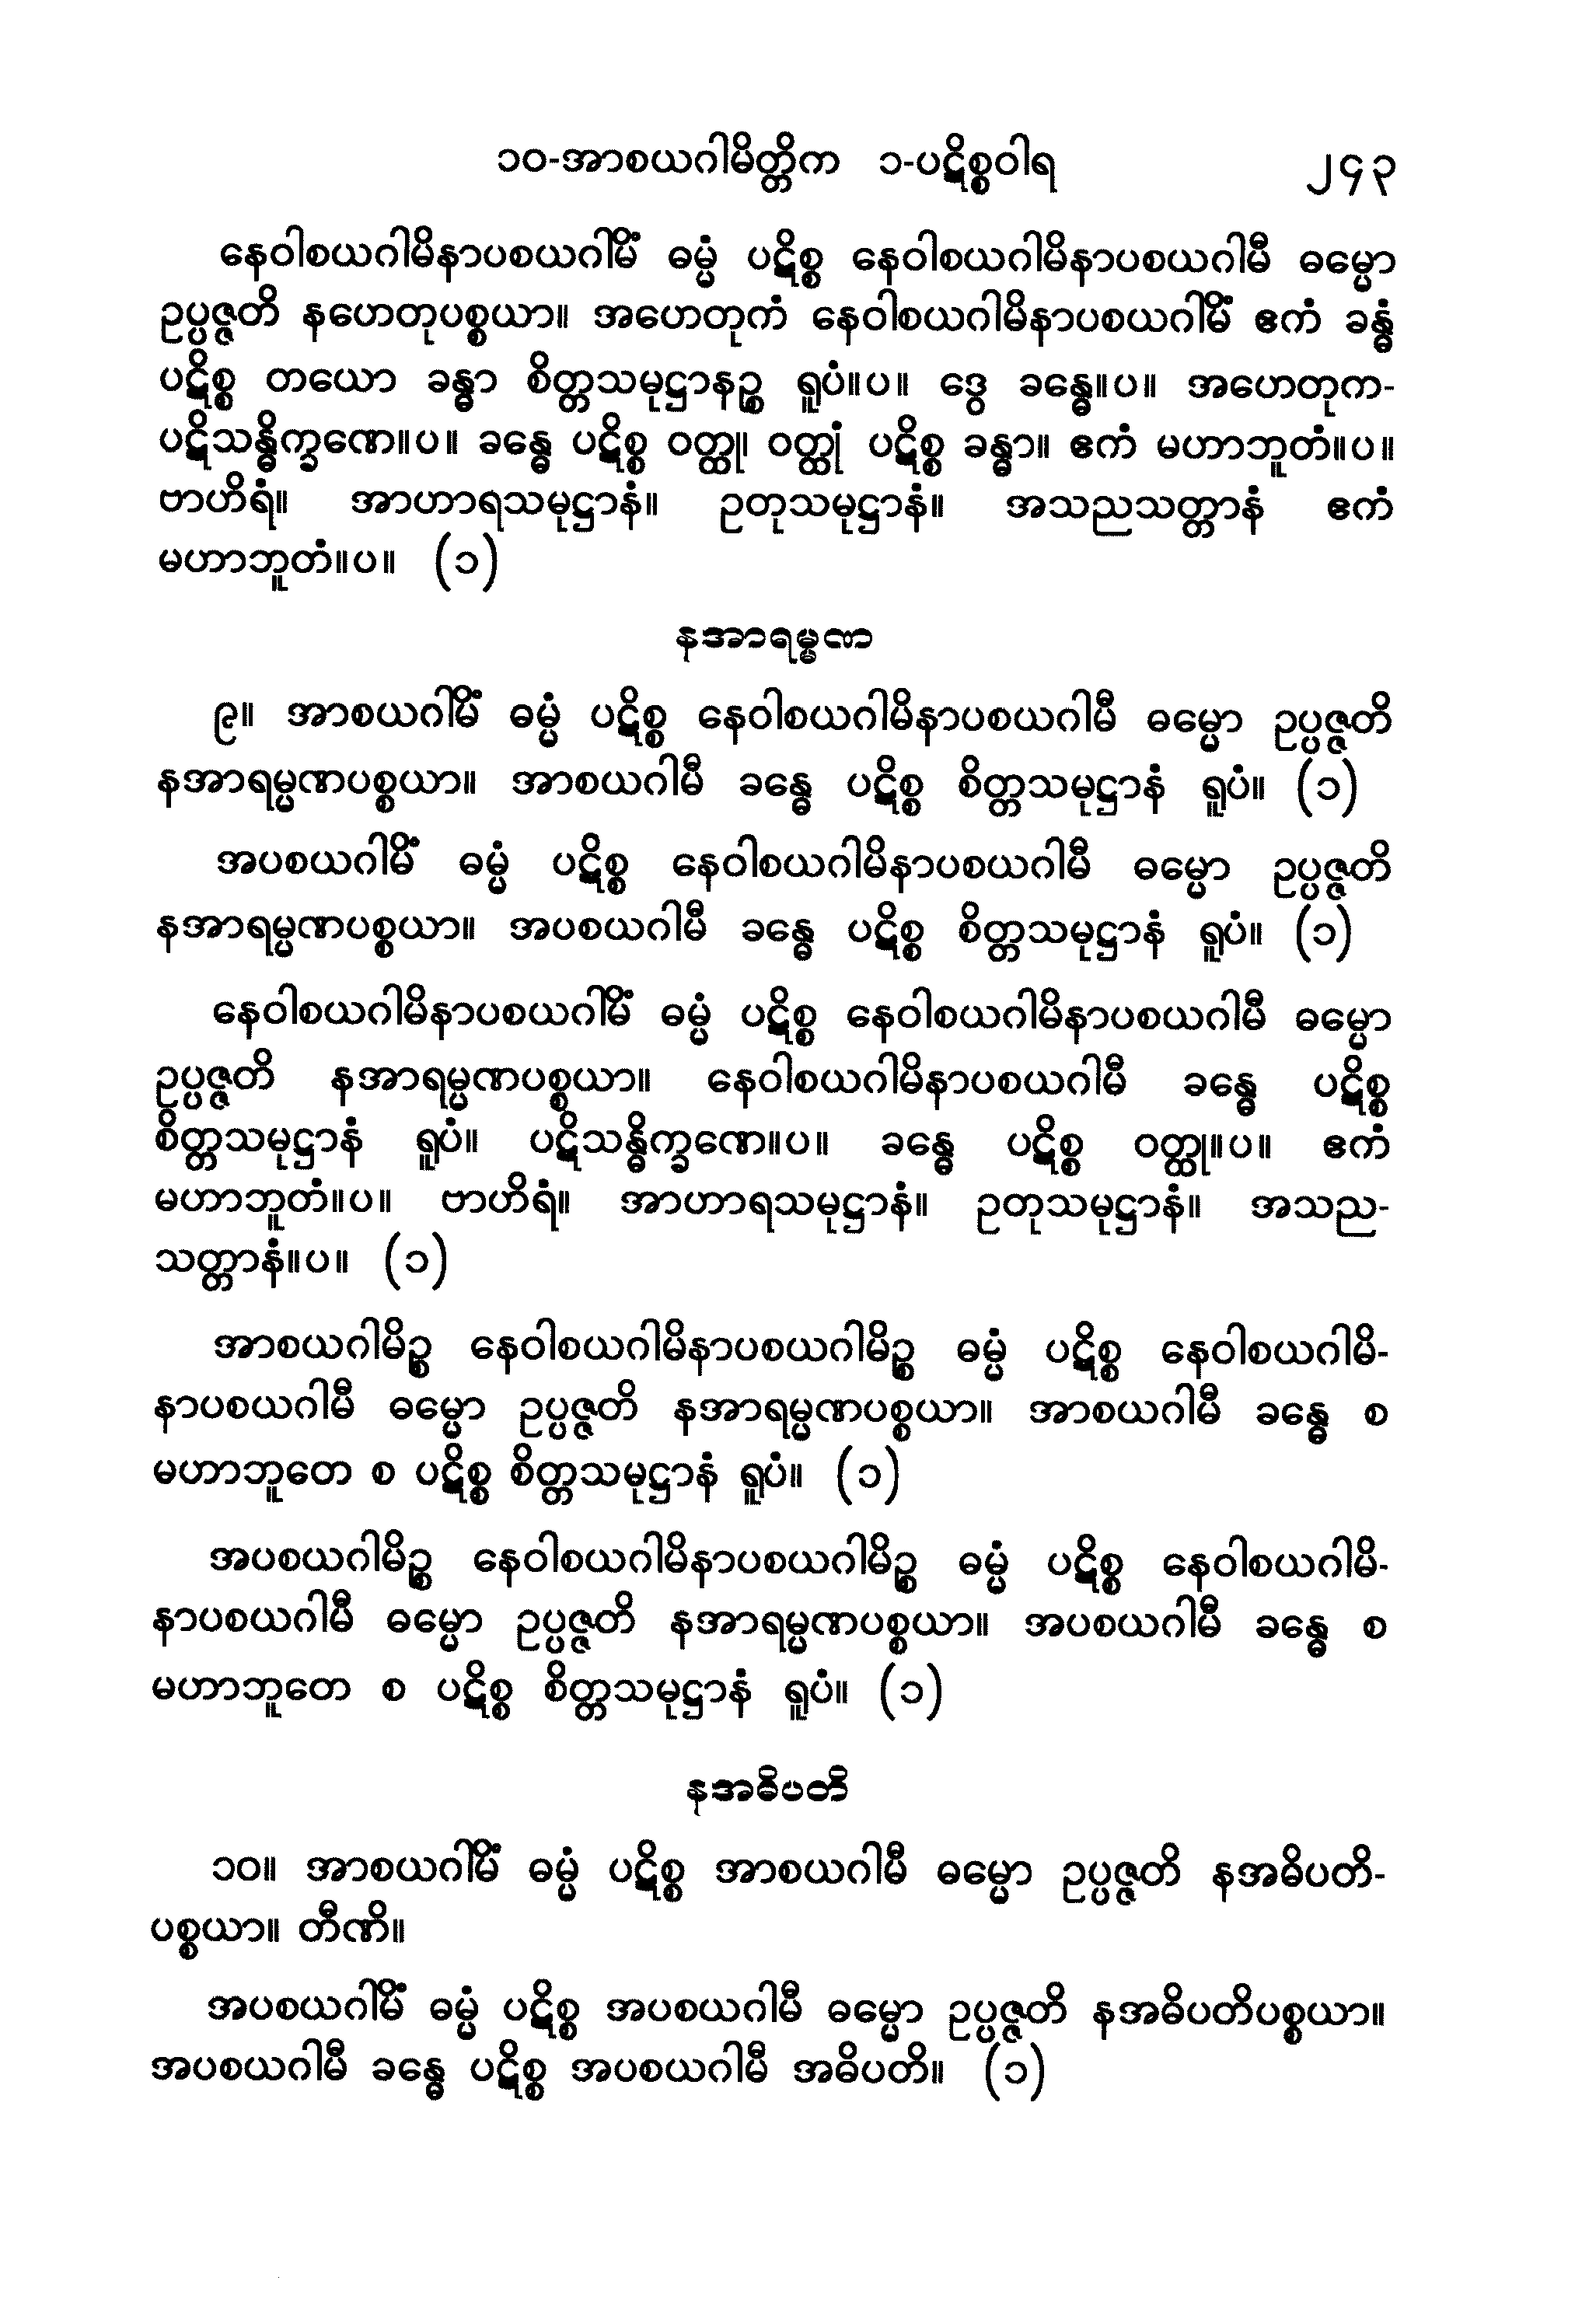 ၁၀-အာစယဂါမိတ္တိက ၁-ပဋိစ္စဝါရ ၂၄၃
နေဝါစယဂါမိနာပစယဂါမိံ ဓမ္မံ ပဋိစ္စ နေဝါစယဂါမိနာပစယဂါမီ ဓမ္မော
ဥပ္ပဇ္ဇတိ နဟေတုပစ္စယာ။ အဟေတုကံ နေဝါစယဂါမိနာပစယဂါမိံ ဧကံ ခန္ဓံ
ပဋိစ္စ တယော ခန္ဓာ စိတ္တသမုဋ္ဌာနဉ္စ ရူပံ။ပ။ ဒွေ ခန္ဓေ။ပ။ အဟေတုက-
ပဋိသန္ဓိက္ခဏေ။ပ။ ခန္ဓေ ပဋိစ္စ ဝတ္ထု၊ ဝတ္ထုံ ပဋိစ္စ ခန္ဓာ။ ဧကံ မဟာဘူတံ။ပ။
ဗာဟိရံ။ အာဟာရသမုဋ္ဌာနံ။ ဥတုသမုဋ္ဌာနံ။ အသညသတ္တာနံ ဧကံ
မဟာဘူတံ။ပ။ (၁)
နအာရမ္မဏ
၉။ အာစယဂါမိံ ဓမ္မံ ပဋိစ္စ နေဝါစယဂါမိနာပစယဂါမီ ဓမ္မော ဥပ္ပဇ္ဇတိ
နအာရမ္မဏပစ္စယာ။ အာစယဂါမီ ခန္ဓေ ပဋိစ္စ စိတ္တသမုဋ္ဌာနံ ရူပံ။ (၁)
အပစယဂါမိံ ဓမ္မံ ပဋိစ္စ နေဝါစယဂါမိနာပစယဂါမီ ဓမ္မော ဥပ္ပဇ္ဇတိ
နအာရမ္မဏပစ္စယာ။ အပစယဂါမီ ခန္ဓေ ပဋိစ္စ စိတ္တသမုဋ္ဌာနံ ရူပံ။ (၁)
နေဝါစယဂါမိနာပစယဂါမိံ ဓမ္မံ ပဋိစ္စ နေဝါစယဂါမိနာပစယဂါမီ ဓမ္မော
ဥပ္ပဇ္ဇတိ နအာရမ္မဏပစ္စယာ။ နေဝါစယဂါမိနာပစယဂါမီ ခန္ဓေ ပဋိစ္စ
စိတ္တသမုဋ္ဌာနံ ရူပံ။ ပဋိသန္ဓိက္ခဏေ။ပ။ ခန္ဓေ ပဋိစ္စ ဝတ္ထု။ပ။ ဧကံ
မဟာဘူတံ။ပ။ ဗာဟိရံ။ အာဟာရသမုဋ္ဌာနံ။ ဥတုသမုဋ္ဌာနံ။ အသည-
သတ္တာနံ။ပ။ (၁)
အာစယဂါမိဉ္စ နေဝါစယဂါမိနာပစယဂါမိဉ္စ ဓမ္မံ ပဋိစ္စ နေဝါစယဂါမိ-
နာပစယဂါမီ ဓမ္မော ဥပ္ပဇ္ဇတိ နအာရမ္မဏပစ္စယာ။ အာစယဂါမီ ခန္ဓေ စ
မဟာဘူတေ စ ပဋိစ္စ စိတ္တသမုဋ္ဌာနံ ရူပံ။ (၁)
အပစယဂါမိဉ္စ နေဝါစယဂါမိနာပစယဂါမိဉ္စ ဓမ္မံ ပဋိစ္စ နေဝါစယဂါမိ-
နာပစယဂါမီ ဓမ္မော ဥပ္ပဇ္ဇတိ နအာရမ္မဏပစ္စယာ။ အပစယဂါမီ ခန္ဓေ စ
မဟာဘူတေ စ ပဋိစ္စ စိတ္တသမုဋ္ဌာနံ ရူပံ။ (၁)
နအဓိပတိ
၁၀။ အာစယဂါမိံ ဓမ္မံ ပဋိစ္စ အာစယဂါမီ ဓမ္မော ဥပ္ပဇ္ဇတိ နအဓိပတိ-
ပစ္စယာ။ တီဏိ။
အပစယဂါမိံ ဓမ္မံ ပဋိစ္စ အပစယဂါမီ ဓမ္မော ဥပ္ပဇ္ဇတိ နအဓိပတိပစ္စယာ။
အပစယဂါမီ ခန္ဓေ ပဋိစ္စ အပစယဂါမီ အဓိပတိ။ (၁)